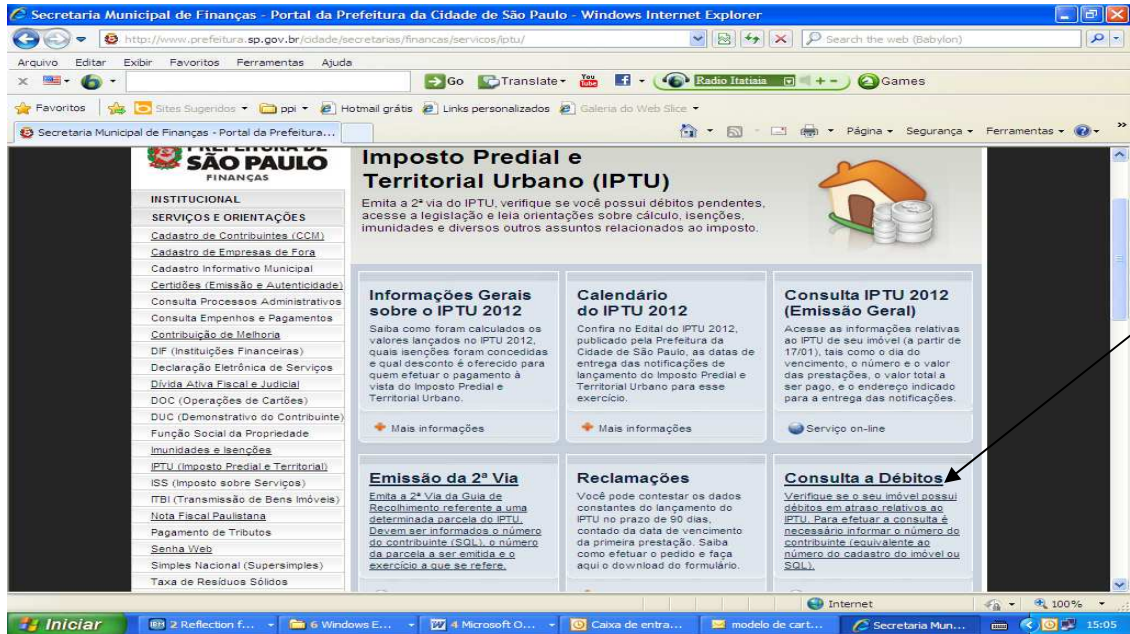 Secretaria Municipal de Finanças - Portal da Prefeitura da Cidade de São Paulo - Windows Internet Explorer
http://www.prefeitura.sp.gov.br/cidade/secretarias/financas/servicos/iptu/
Search the web (Babylon)
Arquivo Editar Exibir Favoritos Ferramentas Ajuda
Go Translate Radio Itatiaia Games
Favoritos Sites Sugeridos ppi Hotmail grátis Links personalizados Galeria do Web Slice
Secretaria Municipal de Finanças - Portal da Prefeitura...
Página Segurança Ferramentas
PREFEITURA DE
SÃO PAULO
FINANÇAS
INSTITUCIONAL
SERVIÇOS E ORIENTAÇÕES
Cadastro de Contribuintes (CCM)
Cadastro de Empresas de Fora
Cadastro Informativo Municipal
Certidões (Emissão e Autenticidade)
Consulta Processos Administrativos
Consulta Empenhos e Pagamentos
Contribuição de Melhoria
DIF (Instituições Financeiras)
Declaração Eletrônica de Serviços
Dívida Ativa Fiscal e Judicial
DOC (Operações de Cartões)
DUC (Demonstrativo do Contribuinte)
Função Social da Propriedade
Imunidades e Isenções
IPTU (Imposto Predial e Territorial)
ISS (Imposto sobre Serviços)
ITBI (Transmissão de Bens Imóveis)
Nota Fiscal Paulistana
Pagamento de Tributos
Senha Web
Simples Nacional (Supersimples)
Taxa de Resíduos Sólidos
Imposto Predial e
Territorial Urbano (IPTU)
Emita a 2ª via do IPTU, verifique se você possui débitos pendentes,
acesse a legislação e leia orientações sobre cálculo, isenções,
imunidades e diversos outros assuntos relacionados ao imposto.
Informações Gerais
sobre o IPTU 2012
Saiba como foram calculados os
valores lançados no IPTU 2012,
quais isenções foram concedidas
e qual desconto é oferecido para
quem efetuar o pagamento à
vista do Imposto Predial e
Territorial Urbano.
Mais informações
Calendário
do IPTU 2012
Confira no Edital do IPTU 2012,
publicado pela Prefeitura da
Cidade de São Paulo, as datas de
entrega das notificações de
lançamento do Imposto Predial e
Territorial Urbano para esse
exercício.
Mais informações
Consulta IPTU 2012
(Emissão Geral)
Acesse as informações relativas
ao IPTU de seu imóvel (a partir de
17/01), tais como o dia do
vencimento, o número e o valor
das prestações, o valor total a
ser pago, e o endereço indicado
para a entrega das notificações.
Serviço on-line
Emissão da 2ª Via
Emita a 2ª Via da Guia de
Recolhimento referente a uma
determinada parcela do IPTU.
Devem ser informados o número
do contribuinte (SQL), o número
da parcela a ser emitida e o
exercício a que se refere.
Reclamações
Você pode contestar os dados
constantes do lançamento do
IPTU no prazo de 90 dias,
contado da data de vencimento
da primeira prestação. Saiba
como efetuar o pedido e faça
aqui o download do formulário.
Consulta a Débitos
Verifique se o seu imóvel possui
débitos em atraso relativos ao
IPTU. Para efetuar a consulta é
necessário informar o número do
contribuinte (equivalente ao
número do cadastro do imóvel ou
SQL).
Internet 100%
Iniciar 2 Reflection f... 6 Windows E... 4 Microsoft O... Caixa de entra... modelo de cart... Secretaria Mun... 15:05